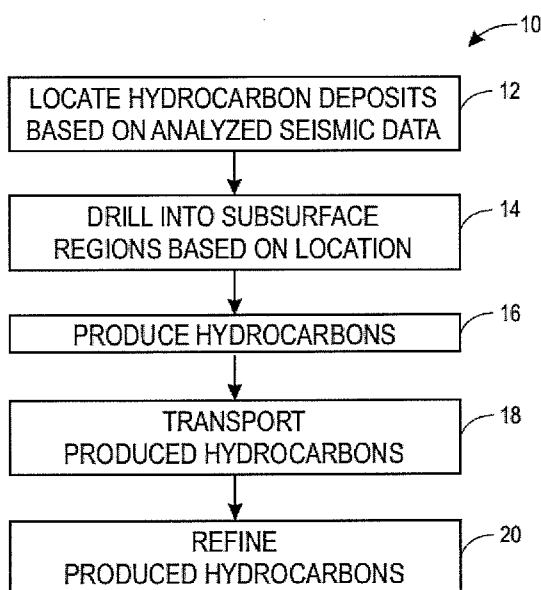 10
LOCATE HYDROCARBON DEPOSITS
BASED ON ANALYZED SEISMIC DATA
12
DRILL INTO SUBSURFACE
REGIONS BASED ON LOCATION
14
PRODUCE HYDROCARBONS
16
TRANSPORT
PRODUCED HYDROCARBONS
18
REFINE
PRODUCED HYDROCARBONS
20